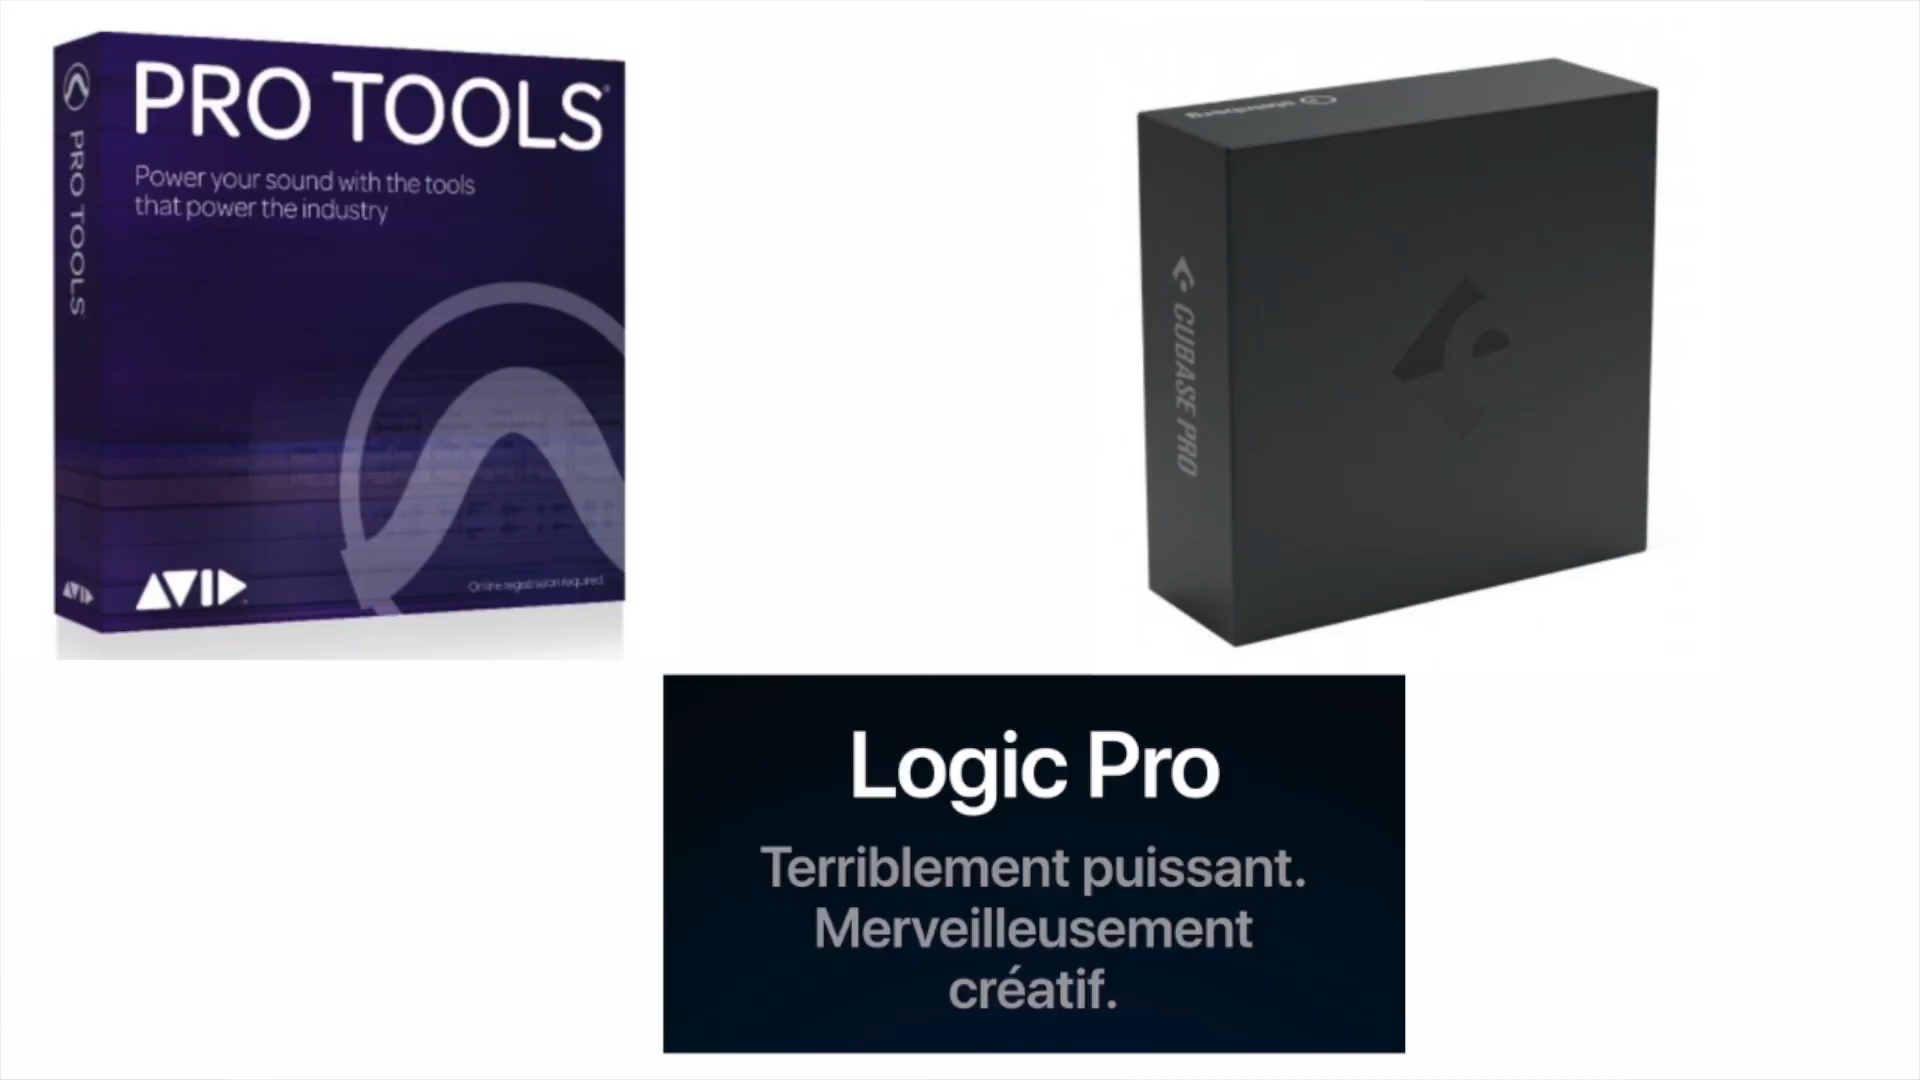 PRO TOOLS®
Power your sound with the tools
that power the industry
PRO TOOLS
AVID
AVID
Online registration required.
steinberg
CUBASE PRO
Logic Pro
Terriblement puissant.
Merveilleusement
créatif.